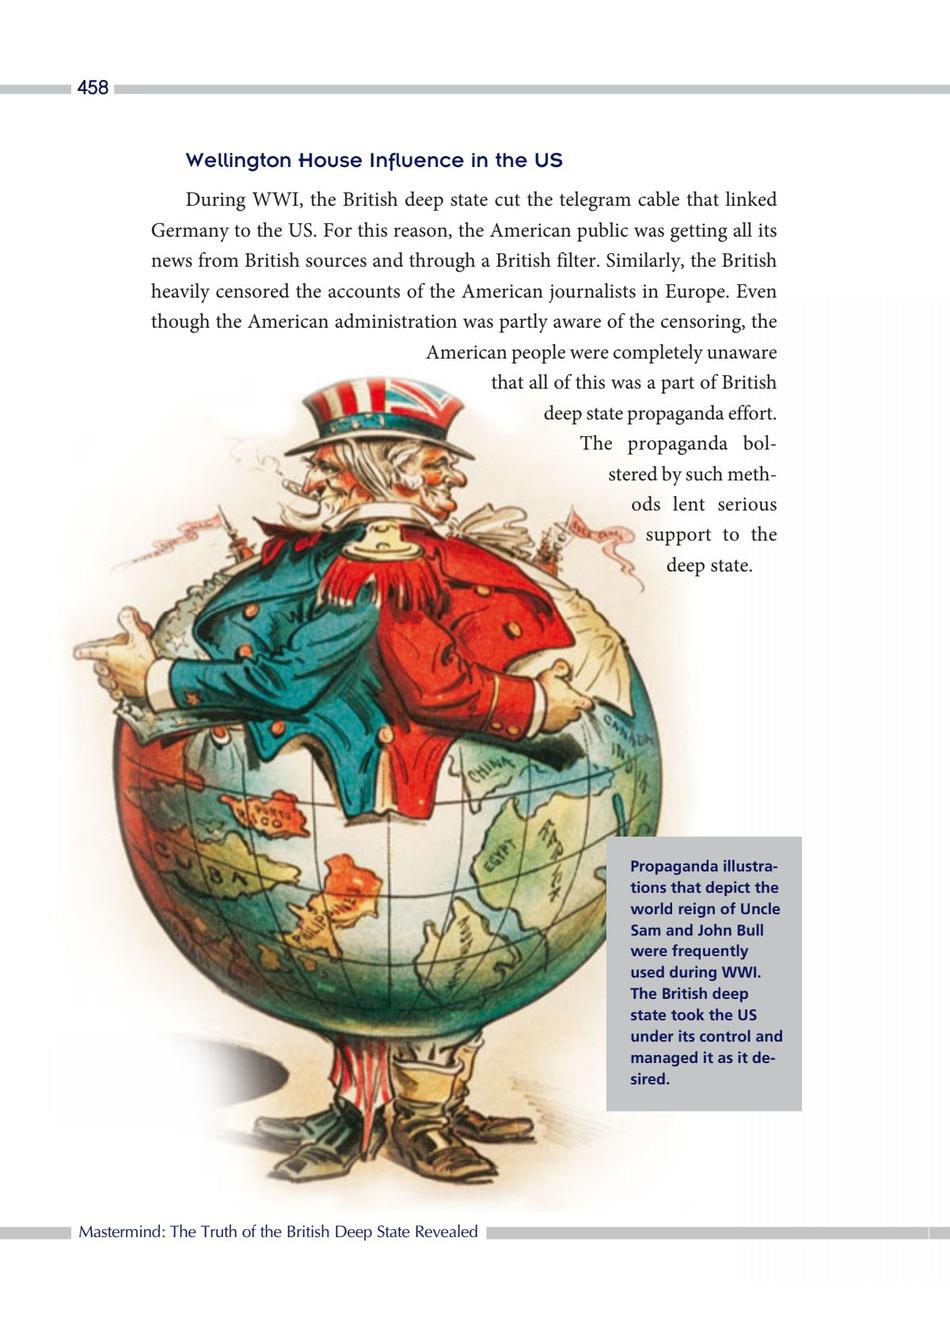 458
Wellington House Influence in the US
During WWI, the British deep state cut the telegram cable that linked
Germany to the US. For this reason, the American public was getting all its
news from British sources and through a British filter. Similarly, the British
heavily censored the accounts of the American journalists in Europe. Even
though the American administration was partly aware of the censoring, the
American people were completely unaware
that all of this was a part of British
deep state propaganda effort.
The propaganda bol-
stered by such meth-
ods lent serious
support to the
deep state.
CANADA
IN
CHINA
PORTO
RICO
EGYPT
CUBA
PHILIPPINES
Propaganda illustra-
tions that depict the
world reign of Uncle
Sam and John Bull
were frequently
used during WWI.
The British deep
state took the US
under its control and
managed it as it de-
sired.
Mastermind: The Truth of the British Deep State Revealed